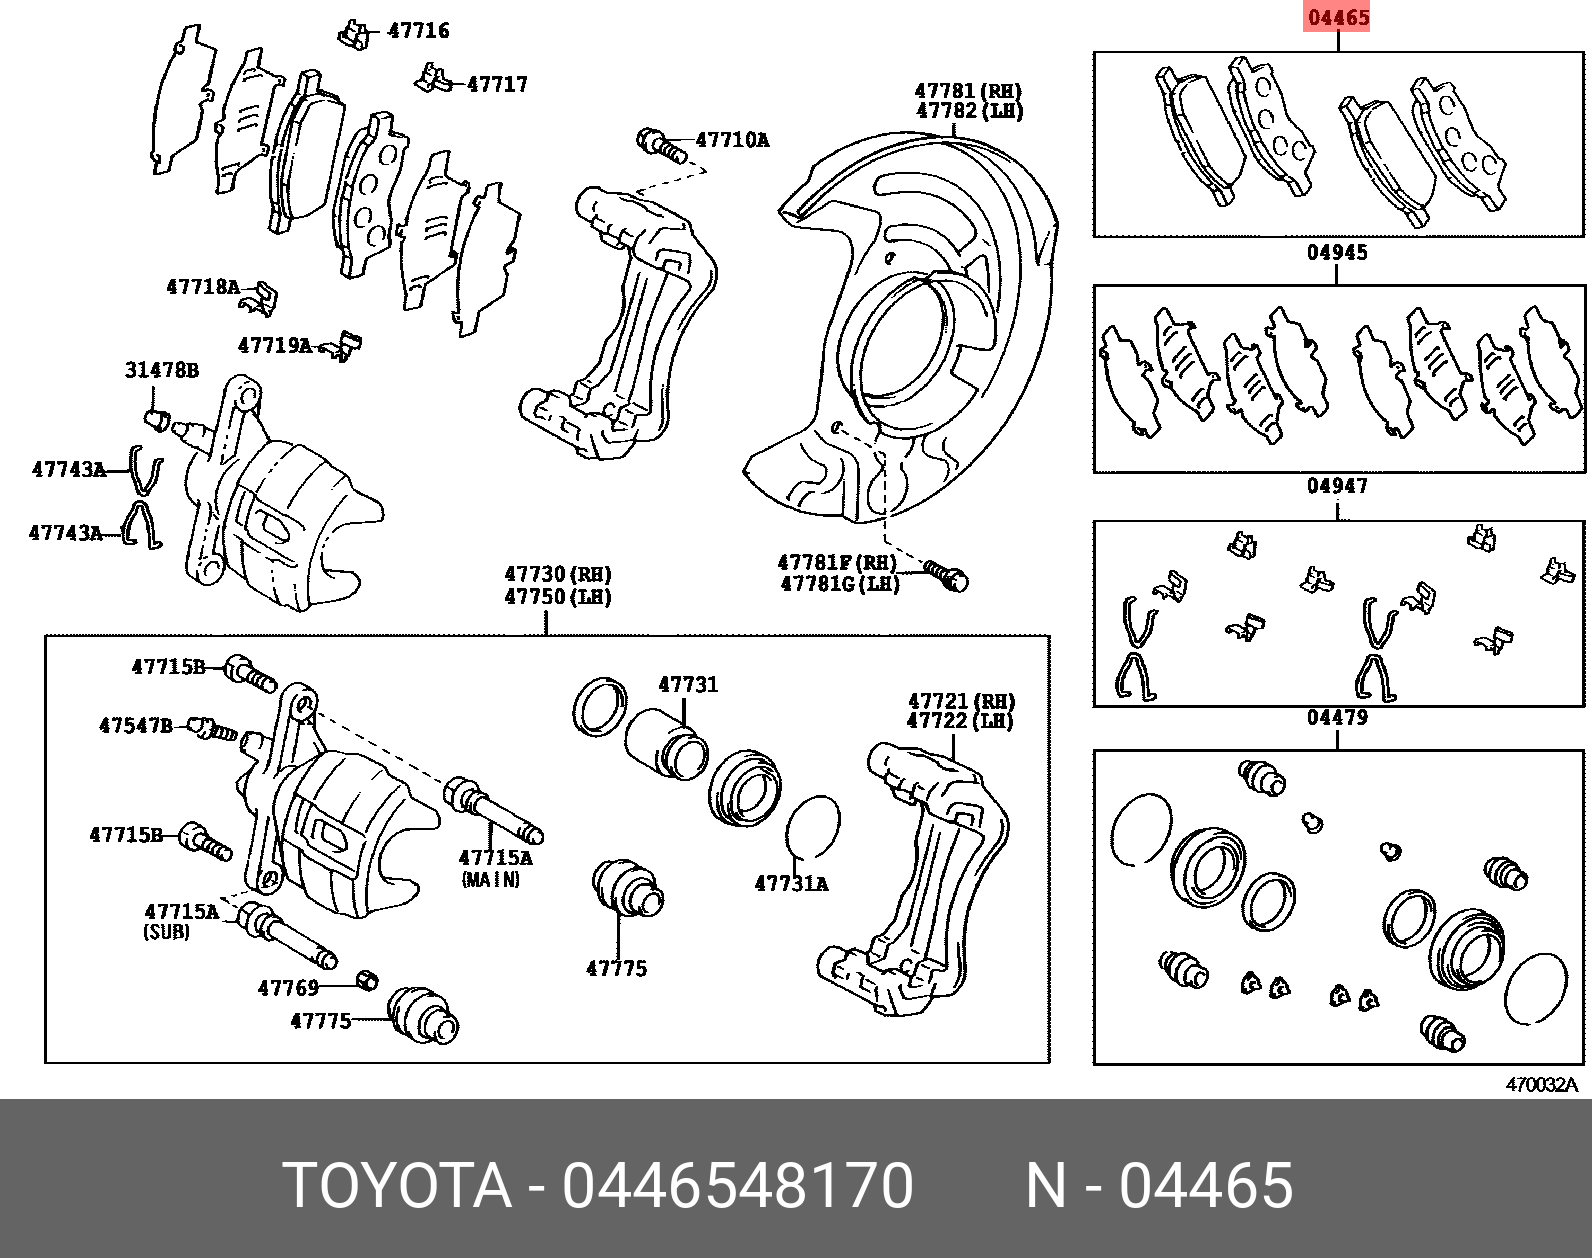 04465
47716
47717
47781 (RH)
47782 (LH)
47710A
04945
47718A
47719A
31478B
47743A
04947
47743A
47781F (RH)
47781G (LH)
47730 (RH)
47750 (LH)
47715B
47731
47721 (RH)
47722 (LH)
04479
47547B
47715B
47715A
(MAIN)
47731A
47715A
(SUB)
47775
47769
47775
470032A
TOYOTA - 0446548170 N - 04465